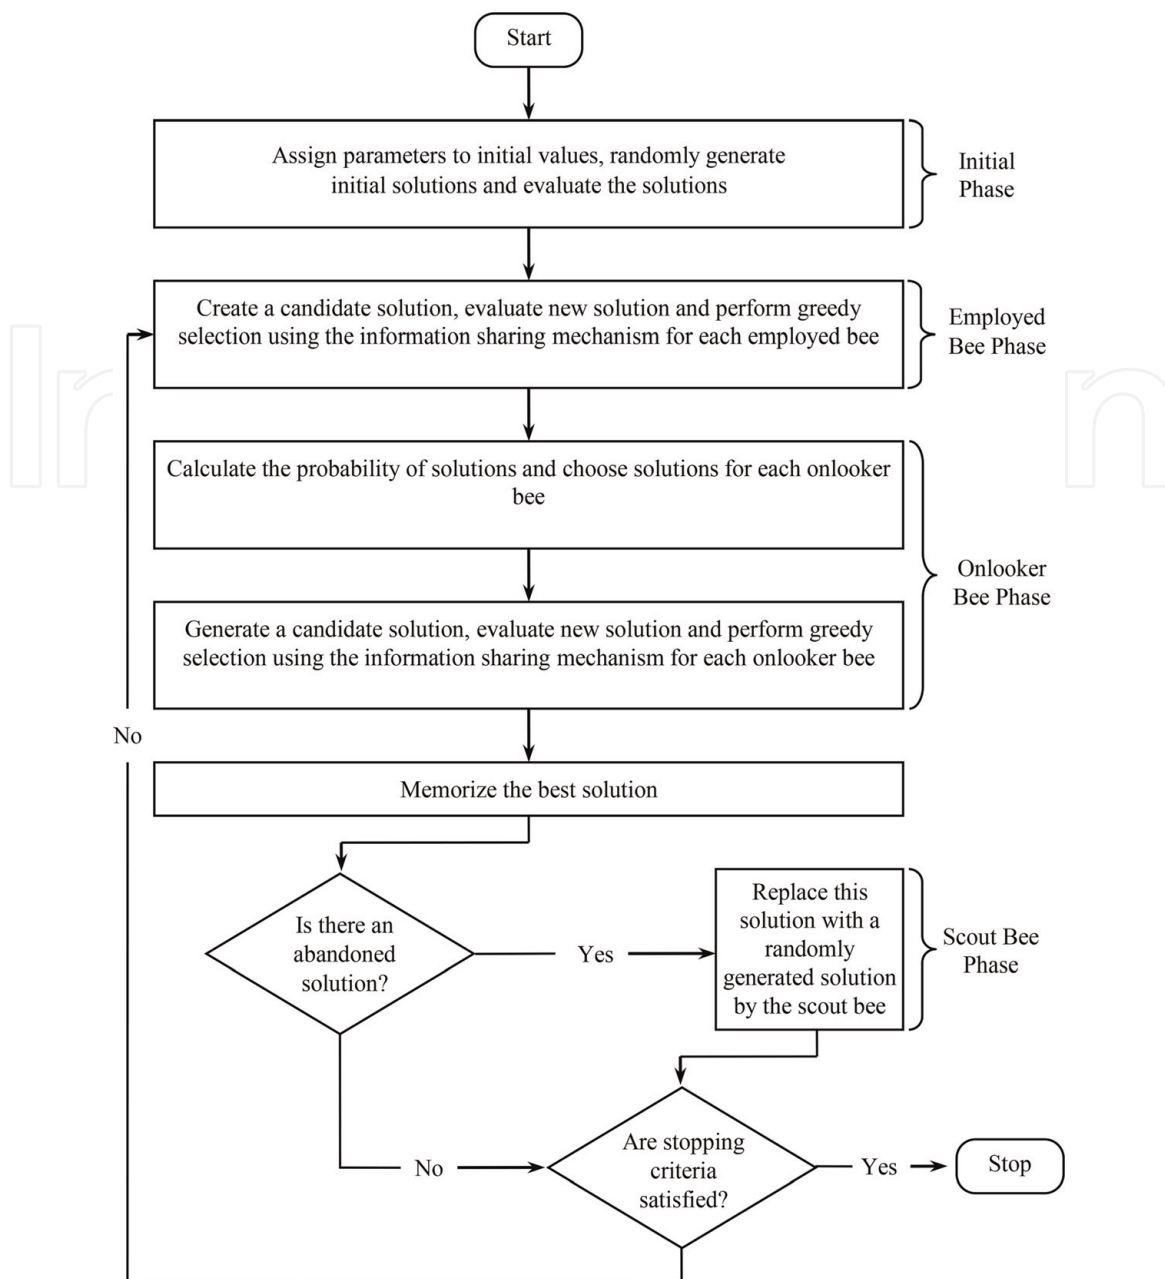 Start
Assign parameters to initial values, randomly generate
initial solutions and evaluate the solutions
Initial
Phase
Create a candidate solution, evaluate new solution and perform greedy
selection using the information sharing mechanism for each employed bee
Employed
Bee Phase
Calculate the probability of solutions and choose solutions for each onlooker
bee
Onlooker
Bee Phase
Generate a candidate solution, evaluate new solution and perform greedy
selection using the information sharing mechanism for each onlooker bee
No
Memorize the best solution
Is there an
abandoned
solution?
Yes
Replace this
solution with a
randomly
generated solution
by the scout bee
Scout Bee
Phase
No
Are stopping
criteria
satisfied?
Yes
Stop